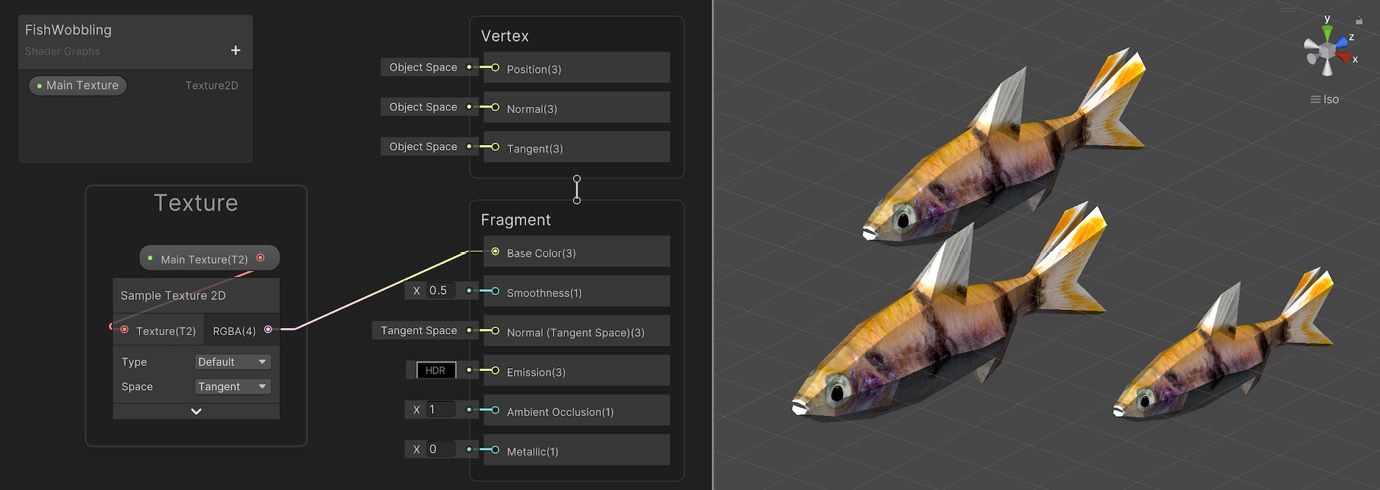 FishWobbling
Shader Graphs
+
Main Texture
Texture2D
Texture
Main Texture(T2)
Sample Texture 2D
Texture(T2)
RGBA(4)
Type
Default
Space
Tangent
Vertex
Object Space
Position(3)
Object Space
Normal(3)
Object Space
Tangent(3)
Fragment
Base Color(3)
X 0.5
Smoothness(1)
Tangent Space
Normal (Tangent Space)(3)
HDR
Emission(3)
X 1
Ambient Occlusion(1)
X 0
Metallic(1)
y
z
x
Iso